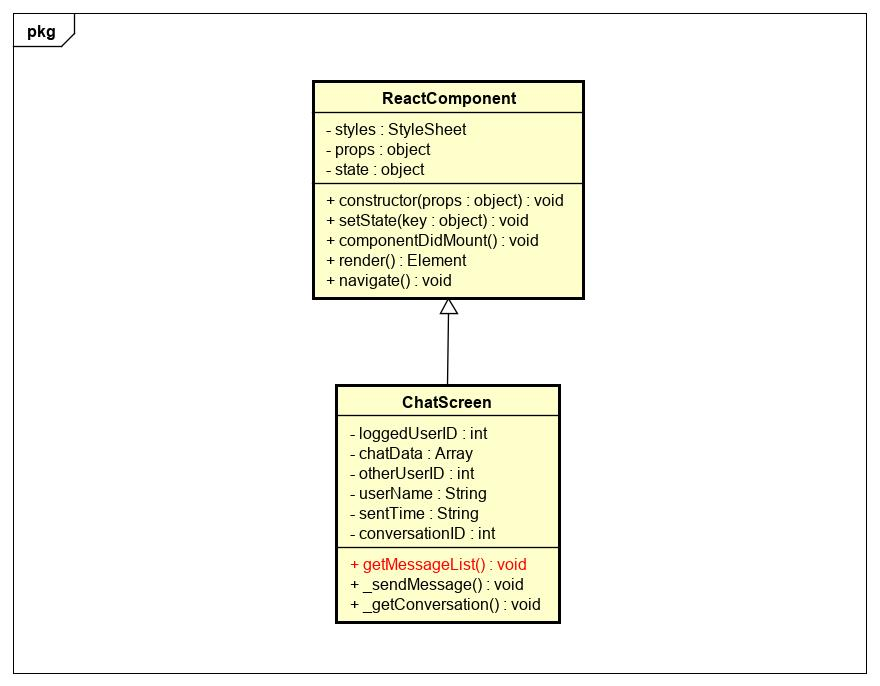 pkg
ReactComponent
- styles : StyleSheet
- props : object
- state : object
+ constructor(props : object) : void
+ setState(key : object) : void
+ componentDidMount() : void
+ render() : Element
+ navigate() : void
ChatScreen
- loggedUserID : int
- chatData : Array
- otherUserID : int
- userName : String
- sentTime : String
- conversationID : int
+ getMessageList() : void
+ _sendMessage() : void
+ _getConversation() : void